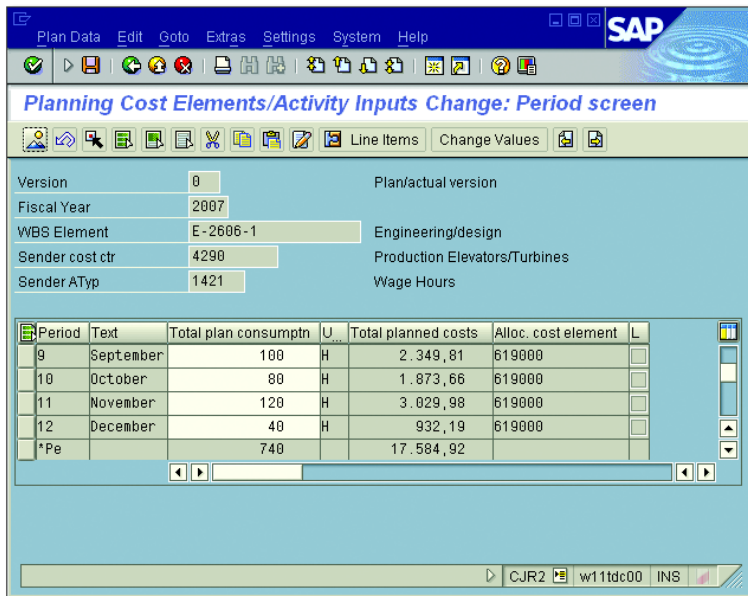 Plan Data Edit Goto Extras Settings System Help
SAP
Planning Cost Elements/Activity Inputs Change: Period screen
Line Items Change Values
Version 0 Plan/actual version
Fiscal Year 2007
WBS Element E-2606-1 Engineering/design
Sender cost ctr 4290 Production Elevators/Turbines
Sender ATyp 1421 Wage Hours
Period Text Total plan consumptn U... Total planned costs Alloc. cost element L
9 September 100 H 2.349,81 619000
10 October 80 H 1.873,66 619000
11 November 120 H 3.029,98 619000
12 December 40 H 932,19 619000
*Pe 740 17.584,92
CJR2 w11tdc00 INS